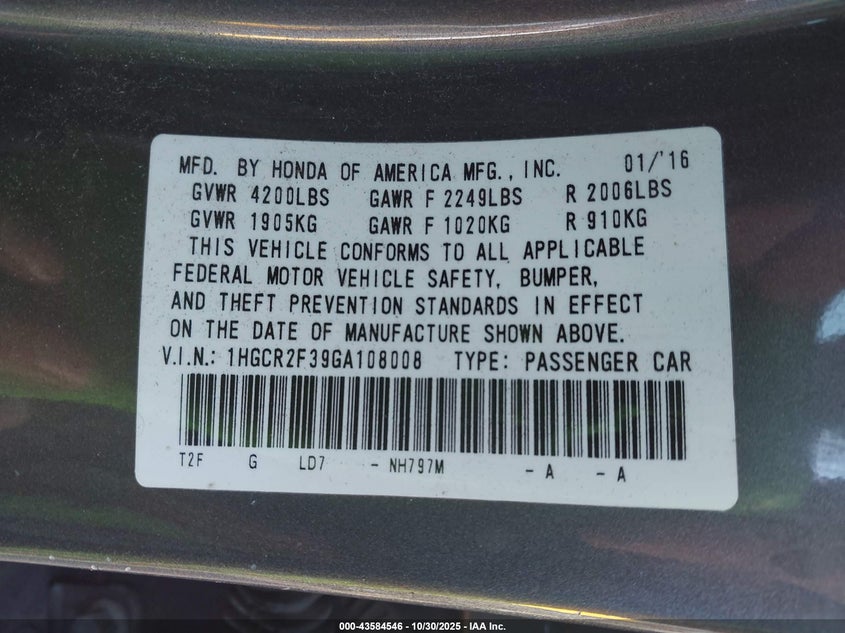 MFD. BY HONDA OF AMERICA MFG., INC. 01/'16
GVWR 4200LBS GAWR F 2249LBS R 2006LBS
GVWR 1905KG GAWR F 1020KG R 910KG
THIS VEHICLE CONFORMS TO ALL APPLICABLE
FEDERAL MOTOR VEHICLE SAFETY, BUMPER,
AND THEFT PREVENTION STANDARDS IN EFFECT
ON THE DATE OF MANUFACTURE SHOWN ABOVE.
V.I.N.: 1HGCR2F39GA108008 TYPE: PASSENGER CAR
T2F G LD7 - NH797M - A - A
000-43584546 - 10/30/2025 - IAA Inc.